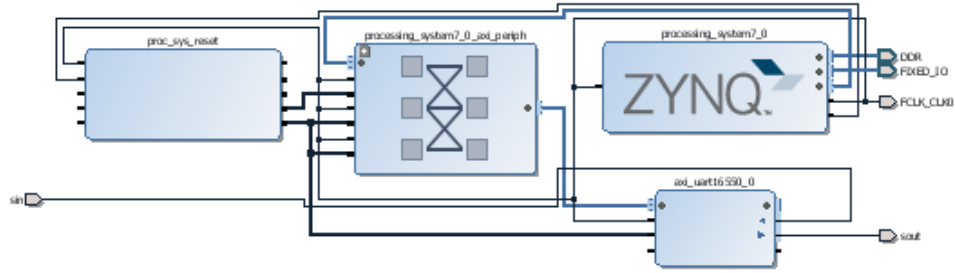 proc_sys_reset
processing_system7_0_axi_periph
processing_system7_0
ZYNQ
DDR
FIXED_IO
FCLK_CLK0
axi_uart16550_0
sin
sout